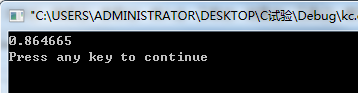 "C:\USERS\ADMINISTRATOR\DESKTOP\C试验\Debug\kc.
0.864665
Press any key to continue